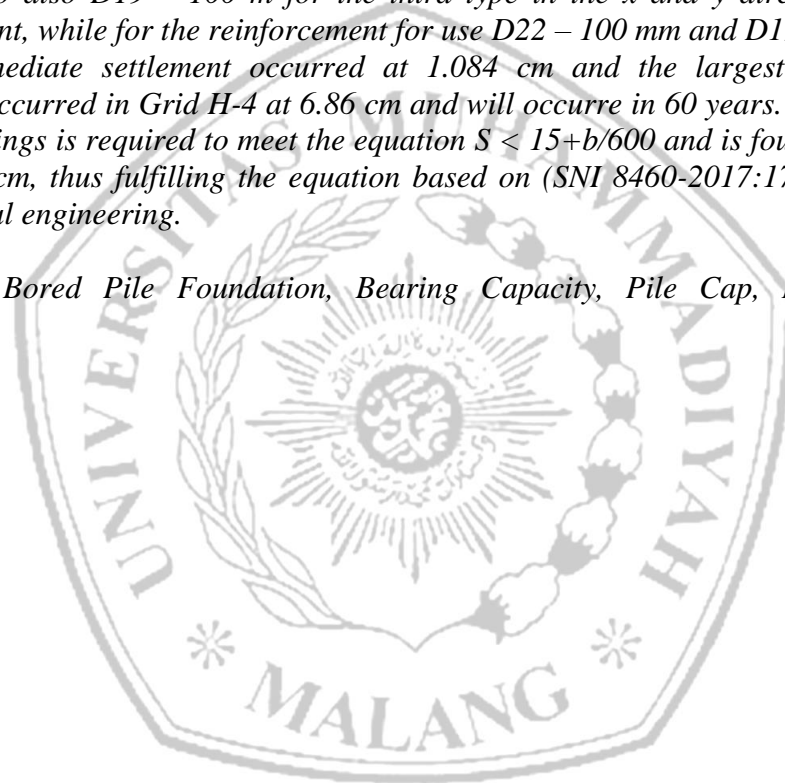 also D19 – 100 m for the third type in the x and y dire
nt, while for the reinforcement for use D22 – 100 mm and D1
mediate settlement occurred at 1.084 cm and the largest
ccurred in Grid H-4 at 6.86 cm and will occurre in 60 years.
ings is required to meet the equation S < 15+b/600 and is fou
cm, thus fulfilling the equation based on (SNI 8460-2017:17
al engineering.
Bored Pile Foundation, Bearing Capacity, Pile Cap,
UNIVERSITAS MUHAMMADIYAH
MALANG